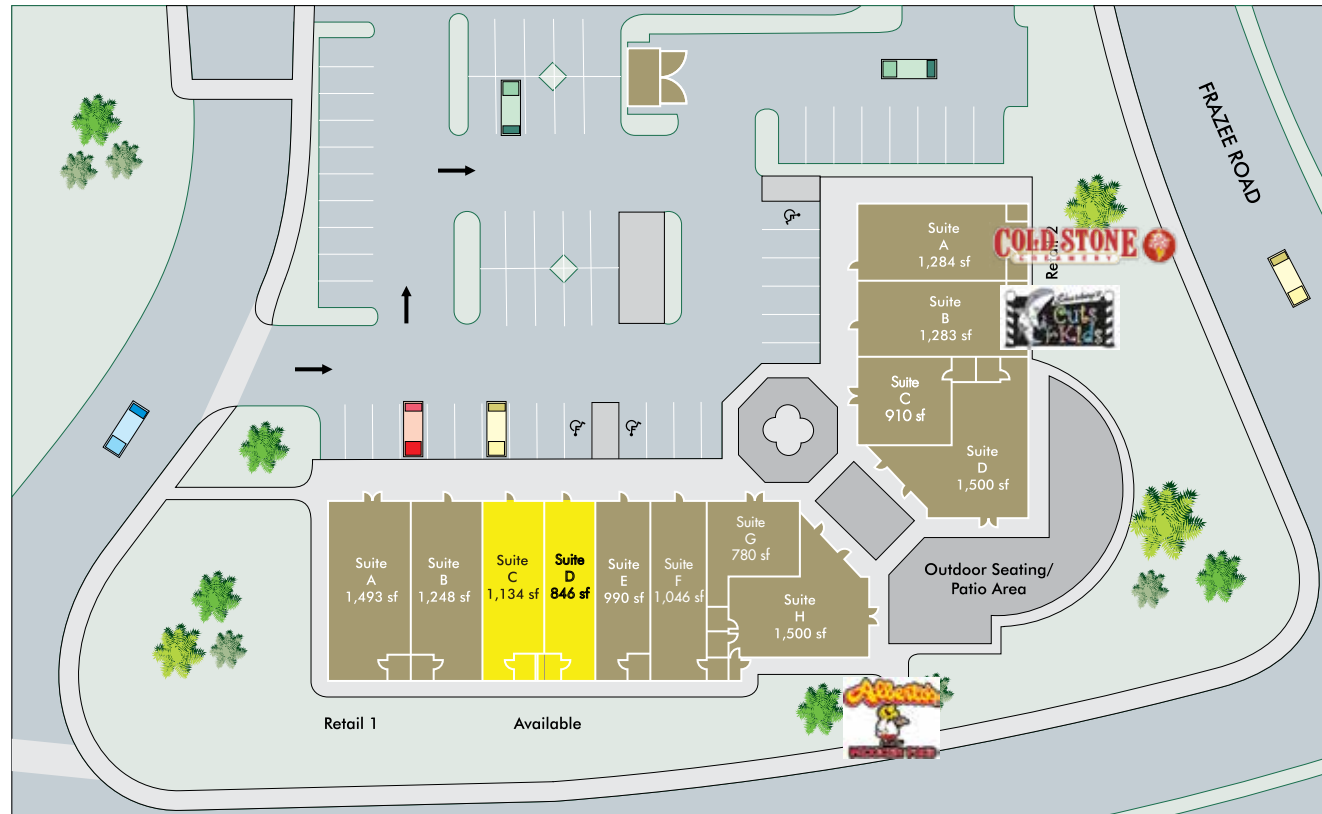 FRAZEE ROAD
Suite
A
1,284 sf
COLD STONE
CREAMERY
Suite
B
1,283 sf
Cuts
Kids
Suite
C
910 sf
Suite
D
1,500 sf
Suite
A
1,493 sf
Suite
B
1,248 sf
Suite
C
1,134 sf
Suite
D
846 sf
Suite
E
990 sf
Suite
F
1,046 sf
Suite
G
780 sf
Suite
H
1,500 sf
Outdoor Seating/
Patio Area
Retail 1
Available
Alberto's
MEXICAN FOOD